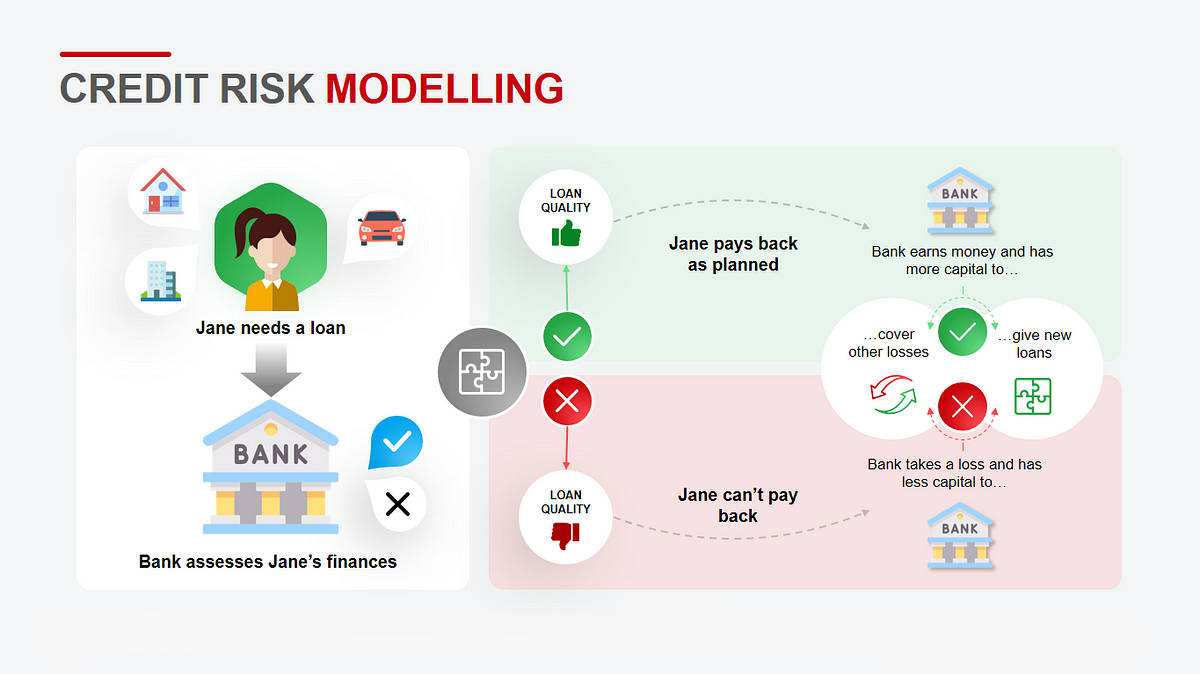 CREDIT RISK MODELLING
Jane needs a loan
BANK
Bank assesses Jane’s finances
LOAN
QUALITY
Jane pays back
as planned
BANK
Bank earns money and has
more capital to…
…cover
other losses
…give new
loans
Bank takes a loss and has
less capital to…
LOAN
QUALITY
Jane can’t pay
back
BANK